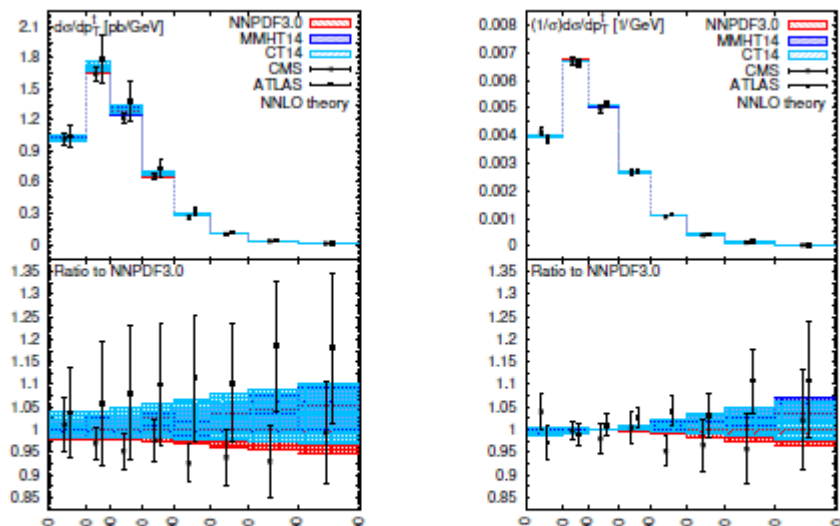 dσ/dp_T^t [pb/GeV]
NNPDF3.0
MMHT14
CT14
CMS
ATLAS
NNLO theory
2.1
1.8
1.5
1.2
0.9
0.6
0.3
0
Ratio to NNPDF3.0
1.35
1.3
1.25
1.2
1.15
1.1
1.05
1
0.95
0.9
0.85
(1/σ)dσ/dp_T^t [1/GeV]
NNPDF3.0
MMHT14
CT14
CMS
ATLAS
NNLO theory
0.008
0.007
0.006
0.005
0.004
0.003
0.002
0.001
0
Ratio to NNPDF3.0
1.35
1.3
1.25
1.2
1.15
1.1
1.05
1
0.95
0.9
0.85